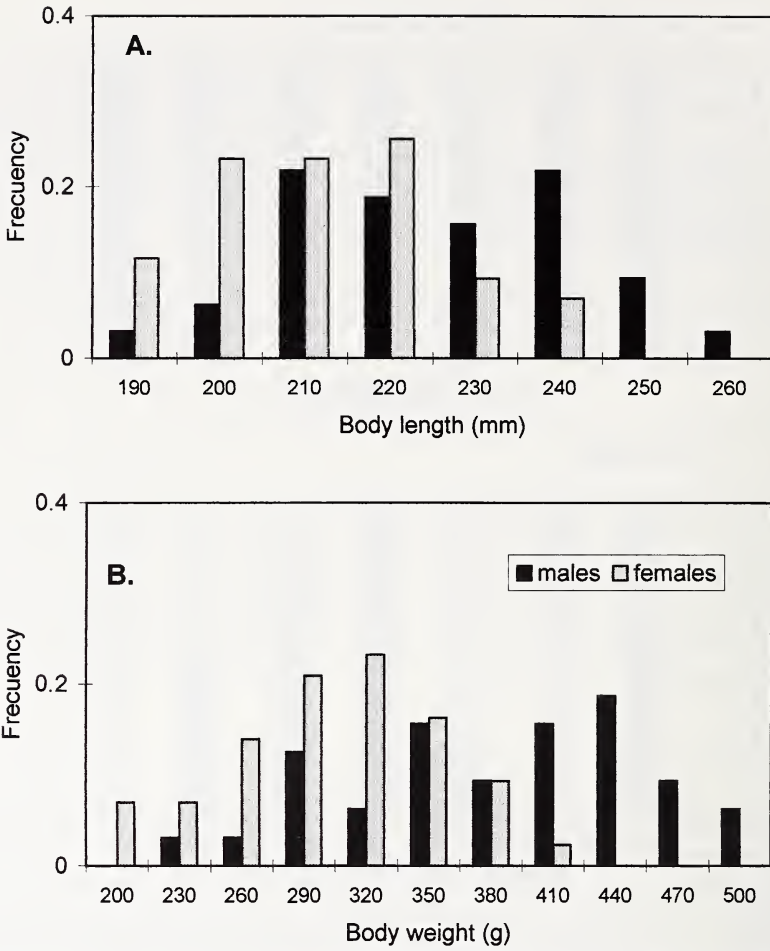 0.4
A.
0.2
0
Frecuency
190 200 210 220 230 240 250 260
Body length (mm)
0.4
B.
males females
0.2
0
Frecuency
200 230 260 290 320 350 380 410 440 470 500
Body weight (g)